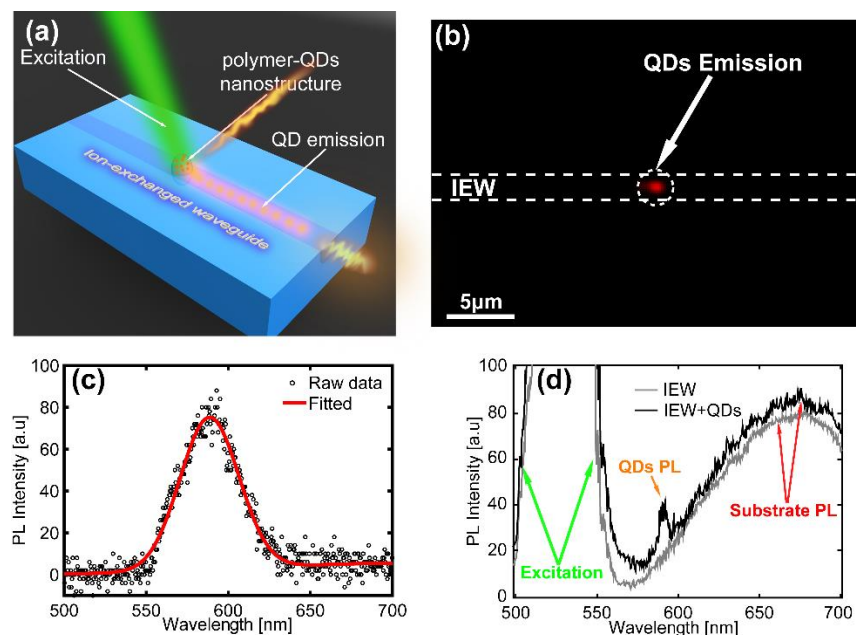 (a)
Excitation
polymer-QDs
nanostructure
QD emission
Ion-exchanged waveguide
(b)
QDs Emission
IEW
5µm
(c)
Raw data
Fitted
PL Intensity [a.u]
100
80
60
40
20
0
500 550 600 650 700
Wavelength [nm]
(d)
IEW
IEW+QDs
QDs PL
Substrate PL
Excitation
PL Intensity [a.u]
100
80
60
40
20
0
500 550 600 650 700
Wavelength [nm]